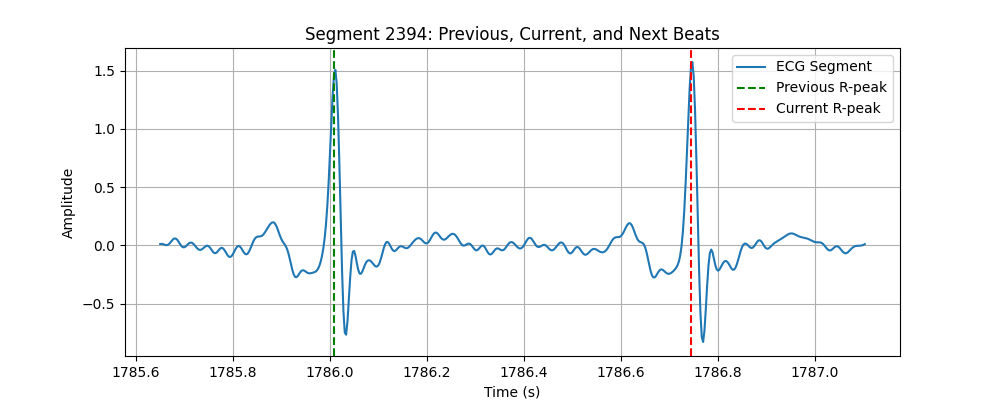 Segment 2394: Previous, Current, and Next Beats
ECG Segment
Previous R-peak
Current R-peak
1.5
1.0
0.5
0.0
−0.5
Amplitude
1785.6 1785.8 1786.0 1786.2 1786.4 1786.6 1786.8 1787.0
Time (s)